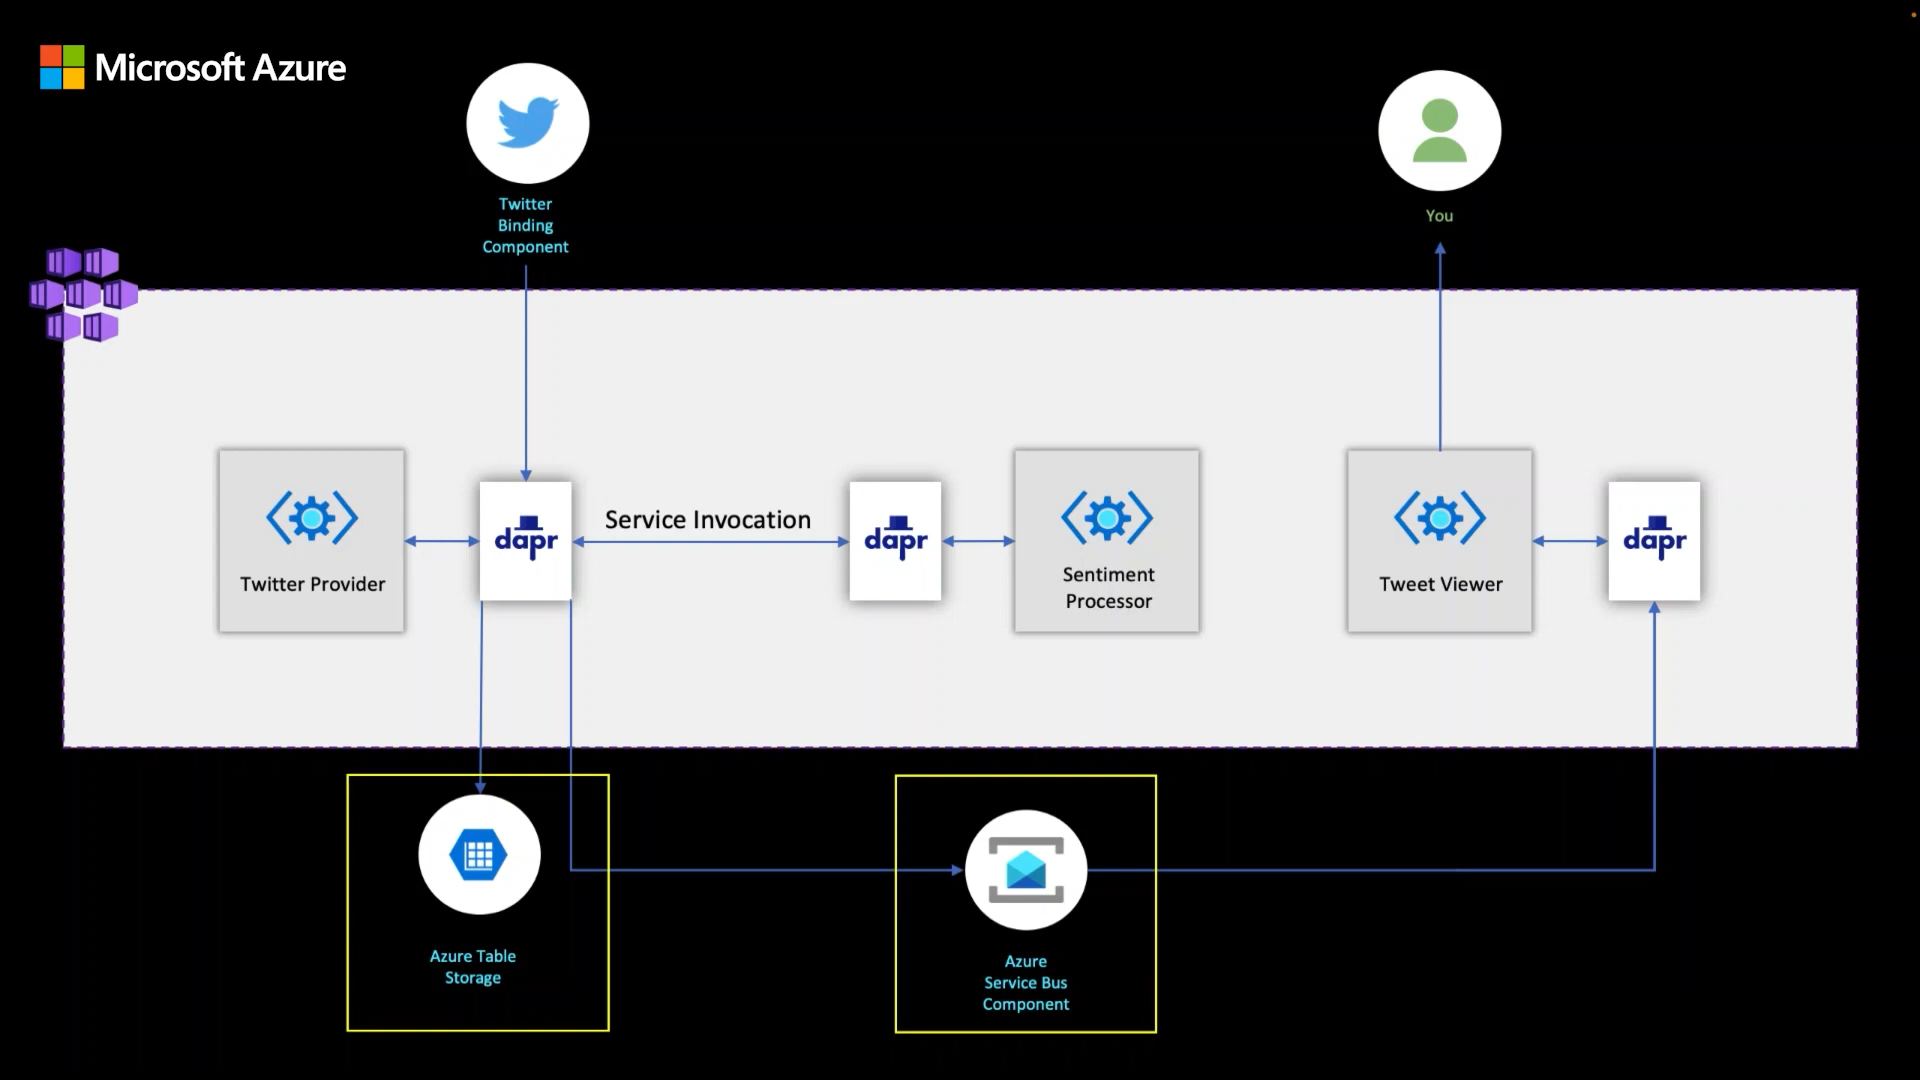 Microsoft Azure
Twitter
Binding
Component
You
Twitter Provider
dapr
Service Invocation
dapr
Sentiment
Processor
Tweet Viewer
dapr
Azure Table
Storage
Azure
Service Bus
Component